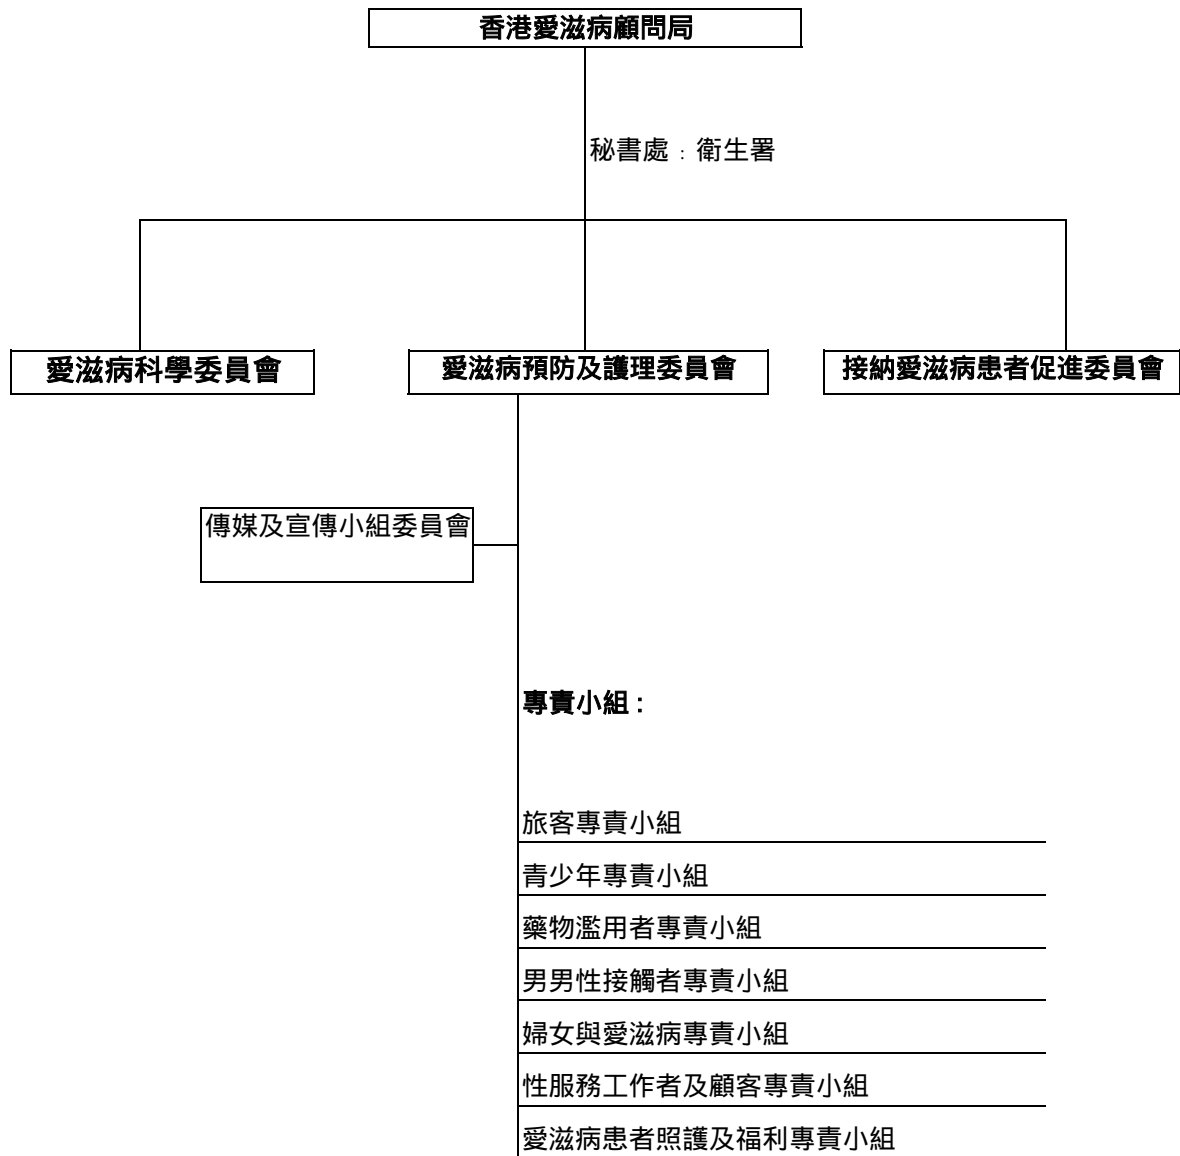 香港愛滋病顧問局
秘書處：衛生署
愛滋病科學委員會
愛滋病預防及護理委員會
接納愛滋病患者促進委員會
傳媒及宣傳小組委員會
專責小組：
旅客專責小組
青少年專責小組
藥物濫用者專責小組
男男性接觸者專責小組
婦女與愛滋病專責小組
性服務工作者及顧客專責小組
愛滋病患者照護及福利專責小組